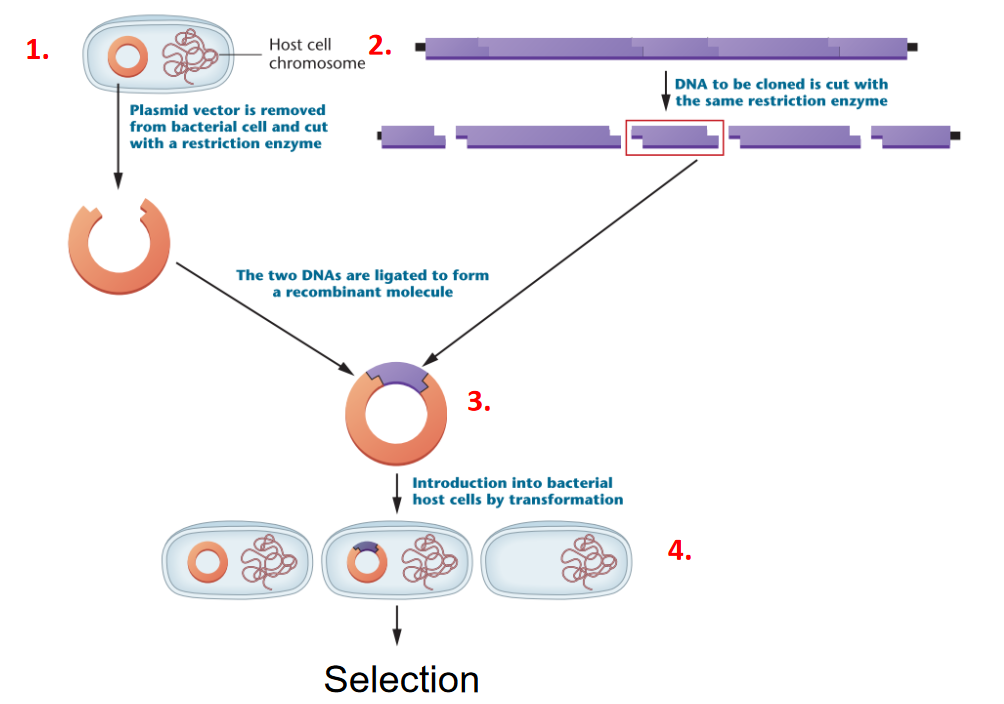 1.
Host cell
chromosome
2.
DNA to be cloned is cut with
the same restriction enzyme
Plasmid vector is removed
from bacterial cell and cut
with a restriction enzyme
The two DNAs are ligated to form
a recombinant molecule
3.
Introduction into bacterial
host cells by transformation
4.
Selection